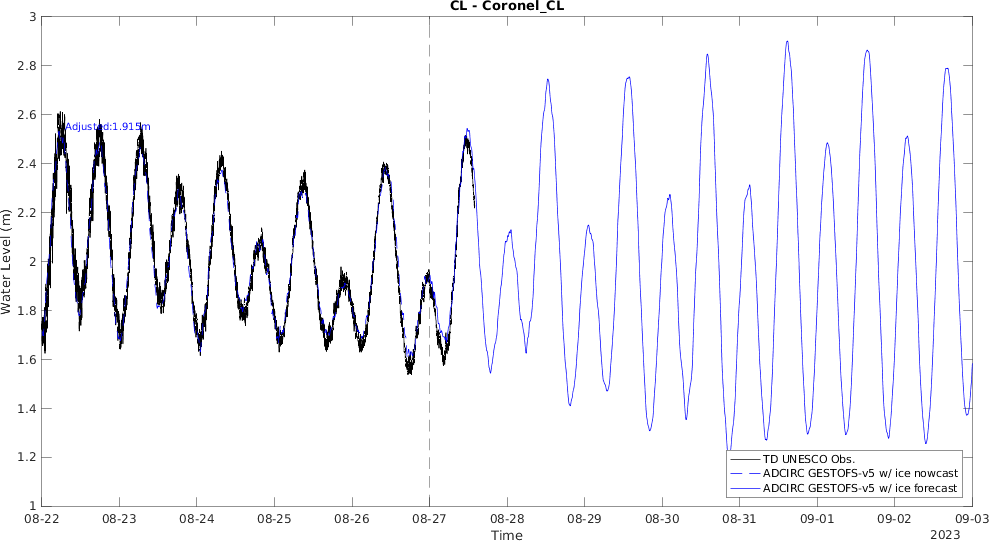 CL - Coronel_CL
Water Level (m)
3
2.8
2.6
2.4
2.2
2
1.8
1.6
1.4
1.2
1
Adjusted:1.915m
TD UNESCO Obs.
ADCIRC GESTOFS-v5 w/ ice nowcast
ADCIRC GESTOFS-v5 w/ ice forecast
08-22 08-23 08-24 08-25 08-26 08-27 08-28 08-29 08-30 08-31 09-01 09-02 09-03
Time
2023